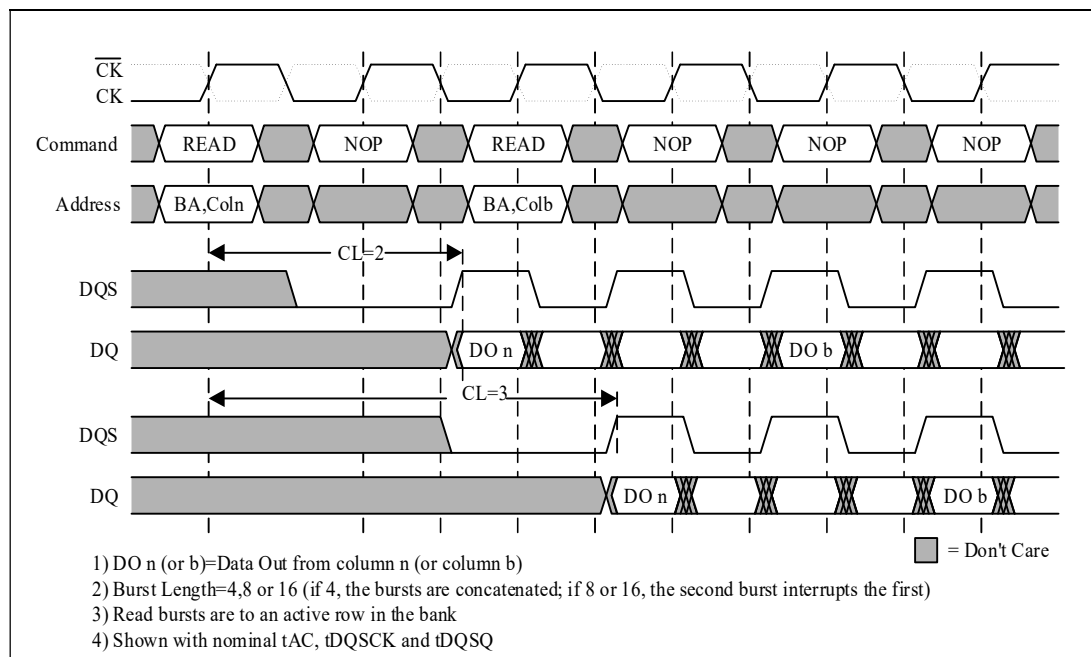 C̅K̅
CK
Command READ NOP READ NOP NOP NOP
Address BA,Coln BA,Colb
CL=2
DQS
DQ DO n DO b
CL=3
DQS
DQ DO n DO b
= Don't Care
1) DO n (or b)=Data Out from column n (or column b)
2) Burst Length=4,8 or 16 (if 4, the bursts are concatenated; if 8 or 16, the second burst interrupts the first)
3) Read bursts are to an active row in the bank
4) Shown with nominal tAC, tDQSCK and tDQSQ